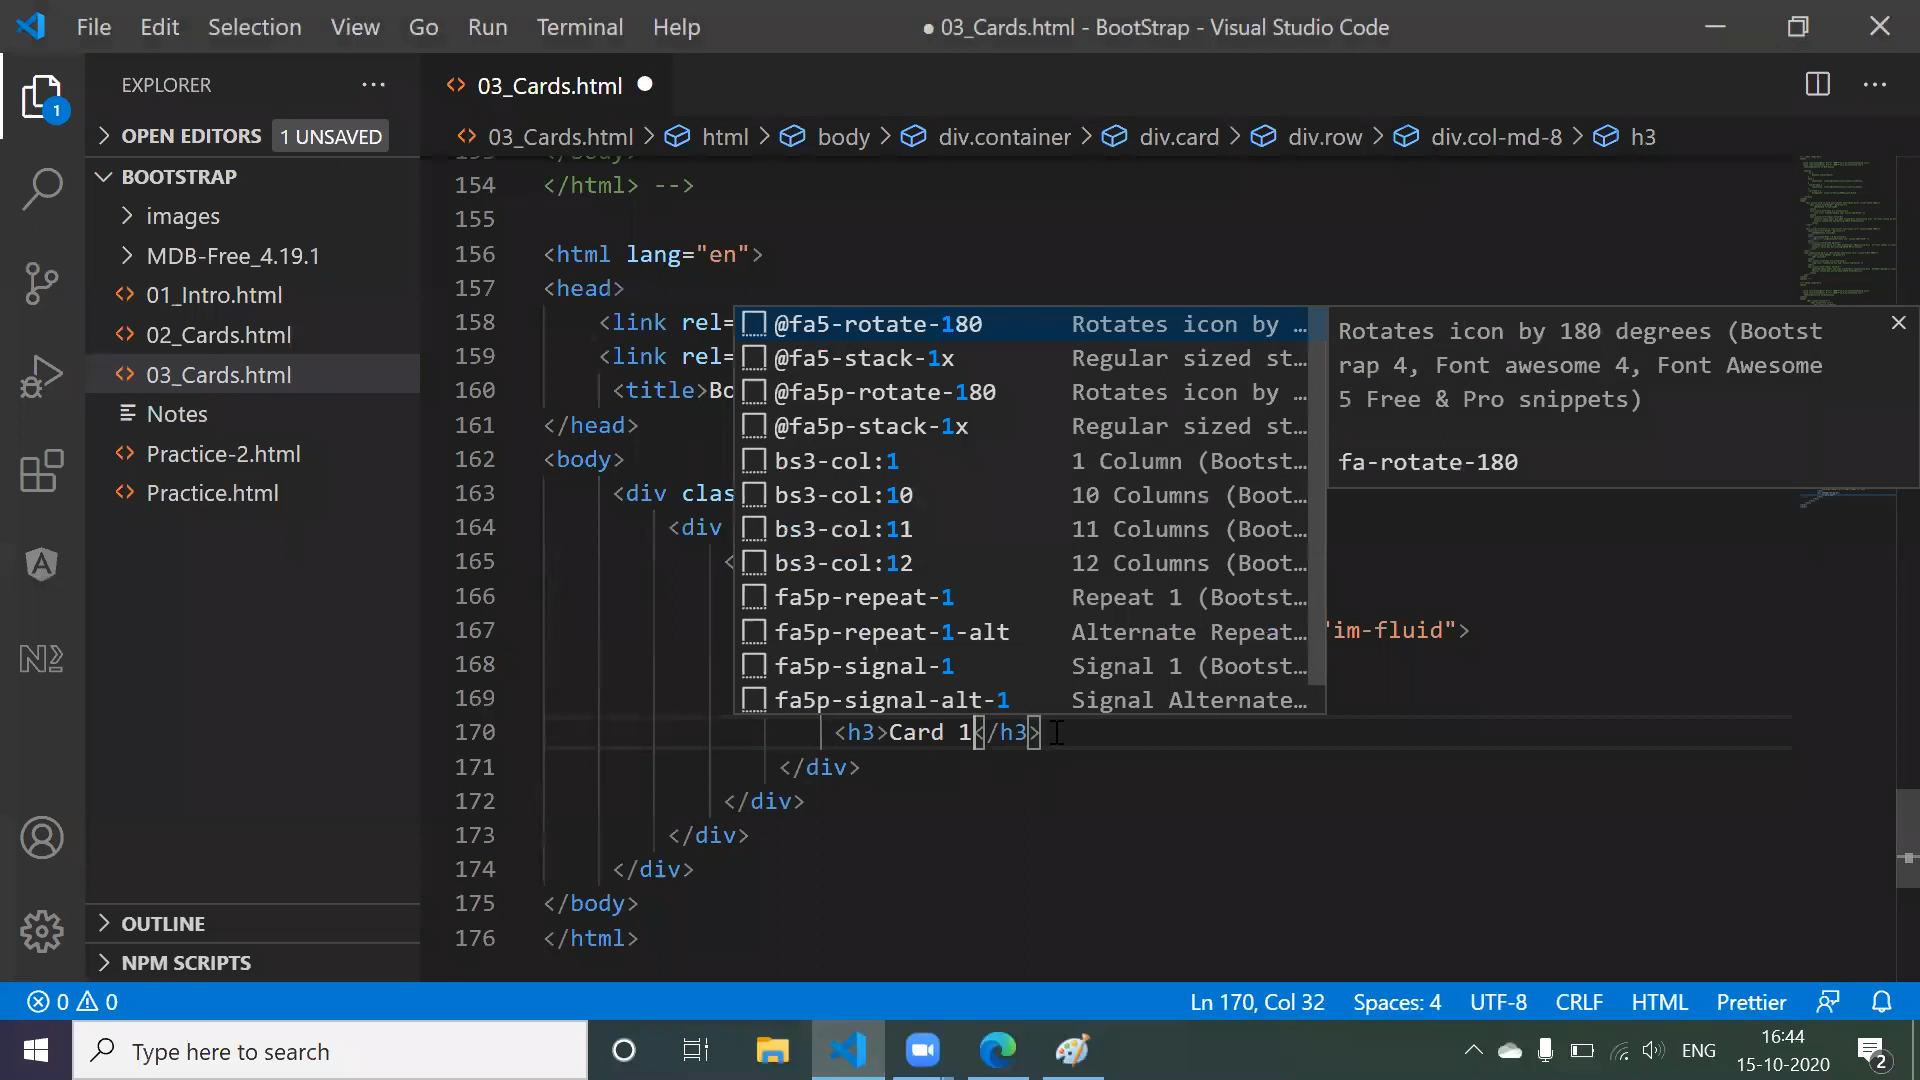 File Edit Selection View Go Run Terminal Help ● 03_Cards.html - BootStrap - Visual Studio Code
EXPLORER ···
03_Cards.html ●
1
OPEN EDITORS 1 UNSAVED
03_Cards.html > html > body > div.container > div.card > div.row > div.col-md-8 > h3
BOOTSTRAP
images
MDB-Free_4.19.1
01_Intro.html
02_Cards.html
03_Cards.html
Notes
Practice-2.html
Practice.html
OUTLINE
NPM SCRIPTS
153 </body>
154 </html> -->
155
156 <html lang="en">
157 <head>
158 <link rel=
159 <link rel=
160 <title>Bo
161 </head>
162 <body>
163 <div clas
164 <div
165 <
166
167 "im-fluid">
168
169
170 <h3>Card 1</h3>
171 </div>
172 </div>
173 </div>
174 </div>
175 </body>
176 </html>
@fa5-rotate-180 Rotates icon by …
@fa5-stack-1x Regular sized st…
@fa5p-rotate-180 Rotates icon by …
@fa5p-stack-1x Regular sized st…
bs3-col:1 1 Column (Bootst…
bs3-col:10 10 Columns (Boot…
bs3-col:11 11 Columns (Boot…
bs3-col:12 12 Columns (Boot…
fa5p-repeat-1 Repeat 1 (Bootst…
fa5p-repeat-1-alt Alternate Repeat…
fa5p-signal-1 Signal 1 (Bootst…
fa5p-signal-alt-1 Signal Alternate…
Rotates icon by 180 degrees (Bootst
rap 4, Font awesome 4, Font Awesome
5 Free & Pro snippets)
fa-rotate-180
0 0 Ln 170, Col 32 Spaces: 4 UTF-8 CRLF HTML Prettier
Type here to search
ENG
16:44
15-10-2020
2